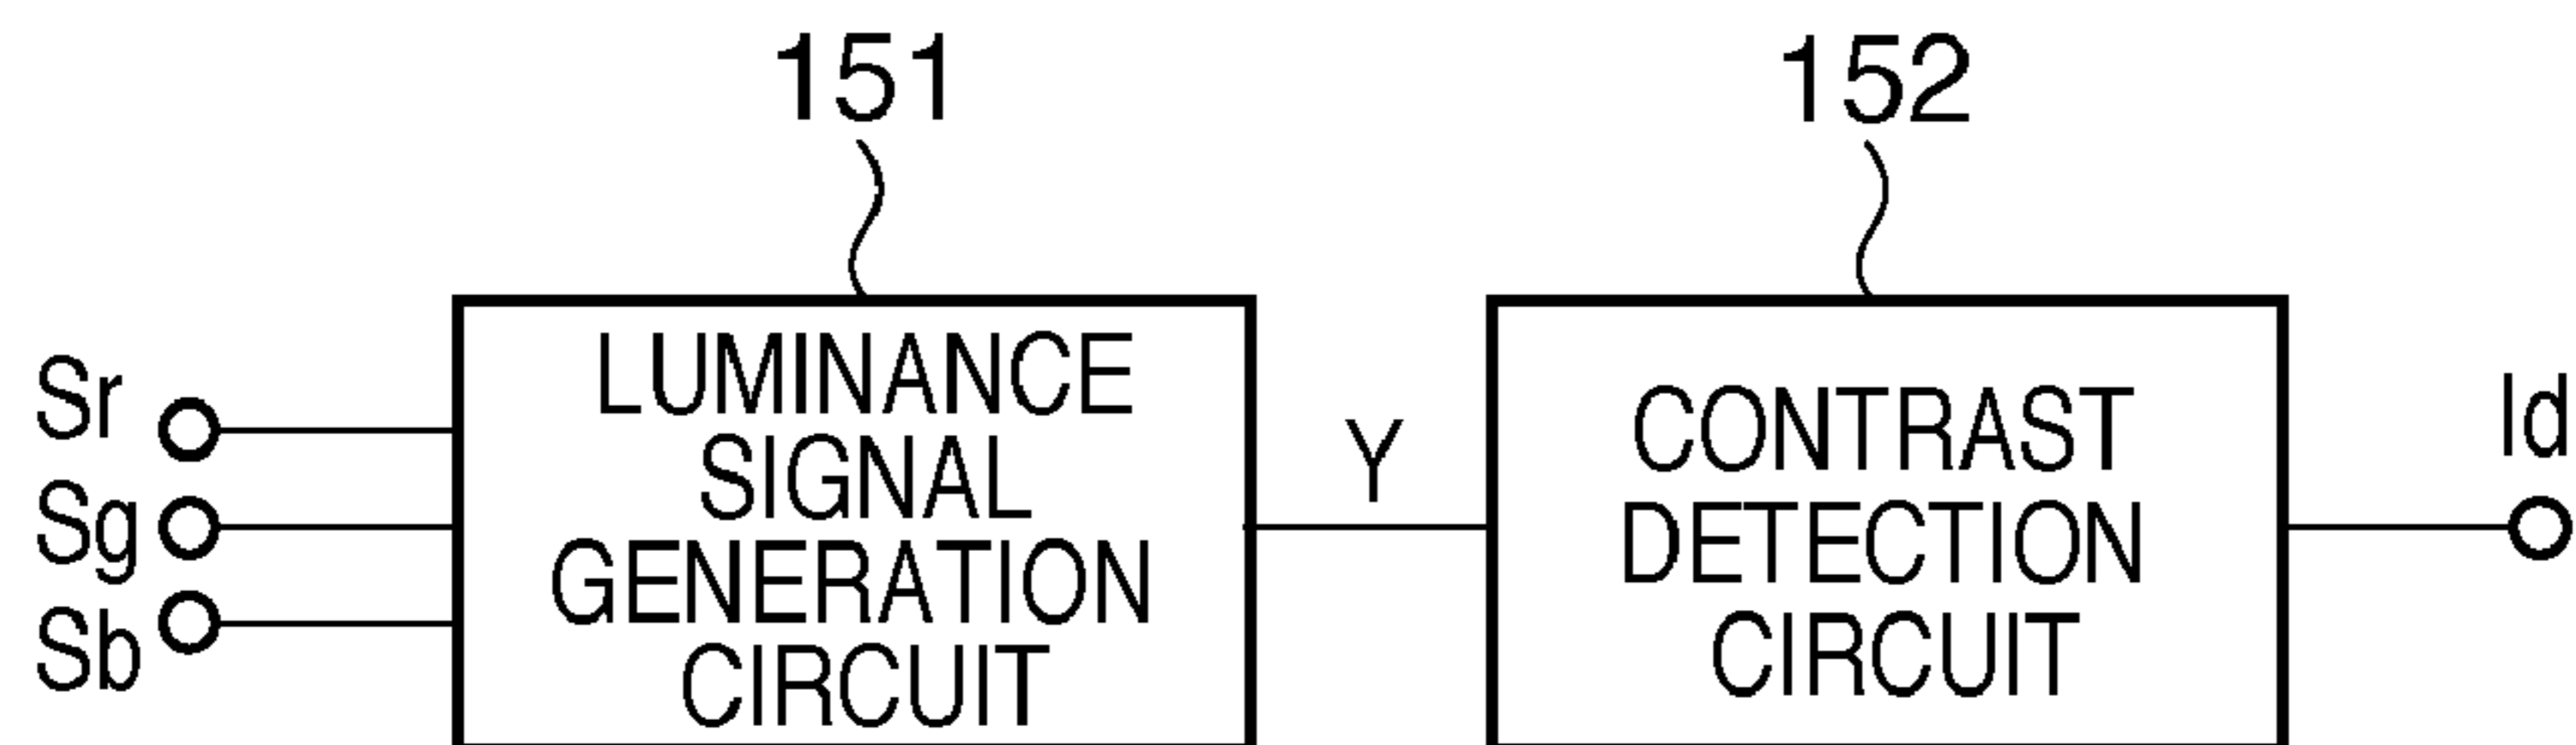 151
152
Sr
Sg
Sb
LUMINANCE
SIGNAL
GENERATION
CIRCUIT
Y
CONTRAST
DETECTION
CIRCUIT
Id